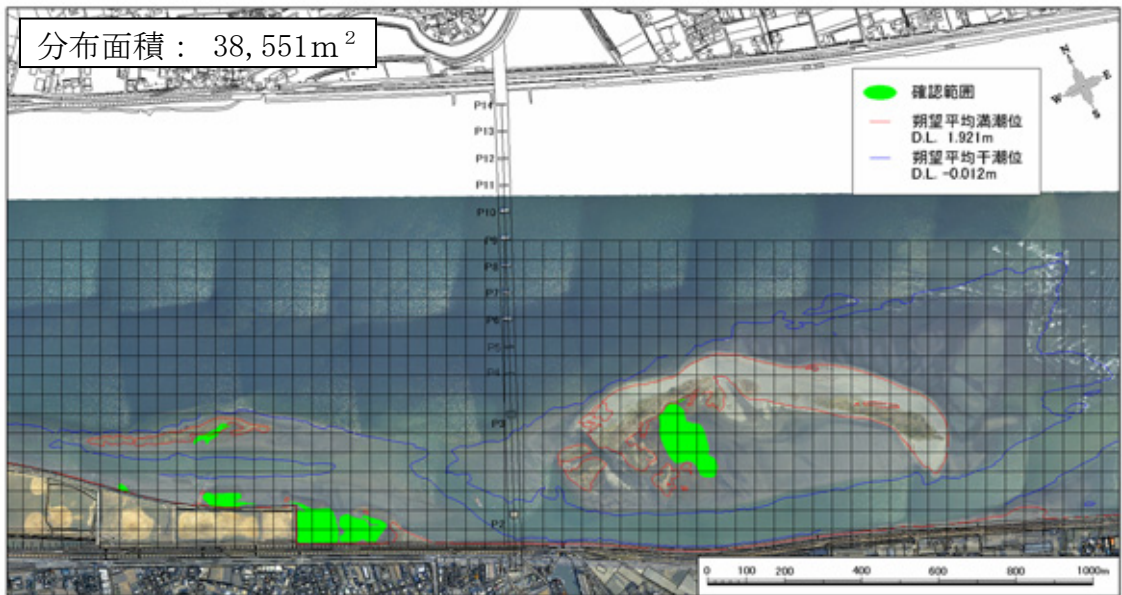 分布面積： 38,551m²
N
E
W
S
確認範囲
朔望平均満潮位
D.L. 1.921m
朔望平均干潮位
D.L. -0.012m
P14
P13
P12
P11
P10
P9
P8
P7
P6
P5
P4
P3
P2
0 100 200 400 600 800 1000m